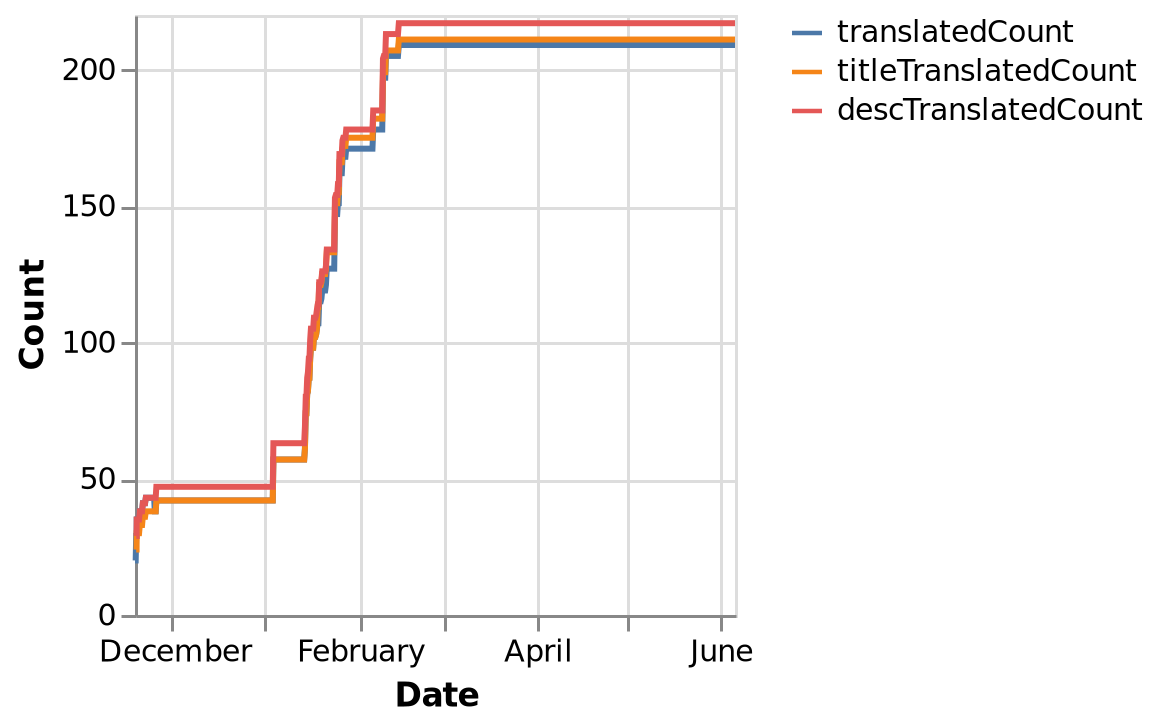 translatedCount
titleTranslatedCount
descTranslatedCount
200
150
100
50
0
Count
December February April June
Date